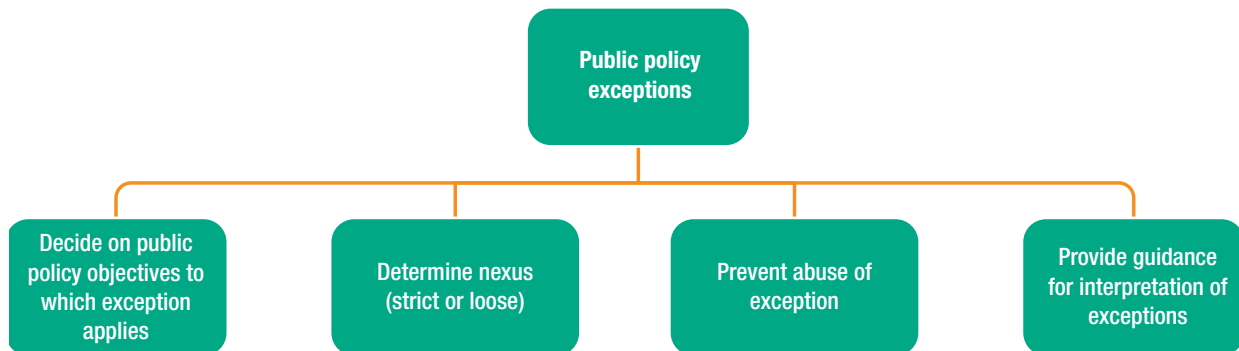 Public policy
exceptions
Decide on public
policy objectives to
which exception
applies
Determine nexus
(strict or loose)
Prevent abuse of
exception
Provide guidance
for interpretation of
exceptions